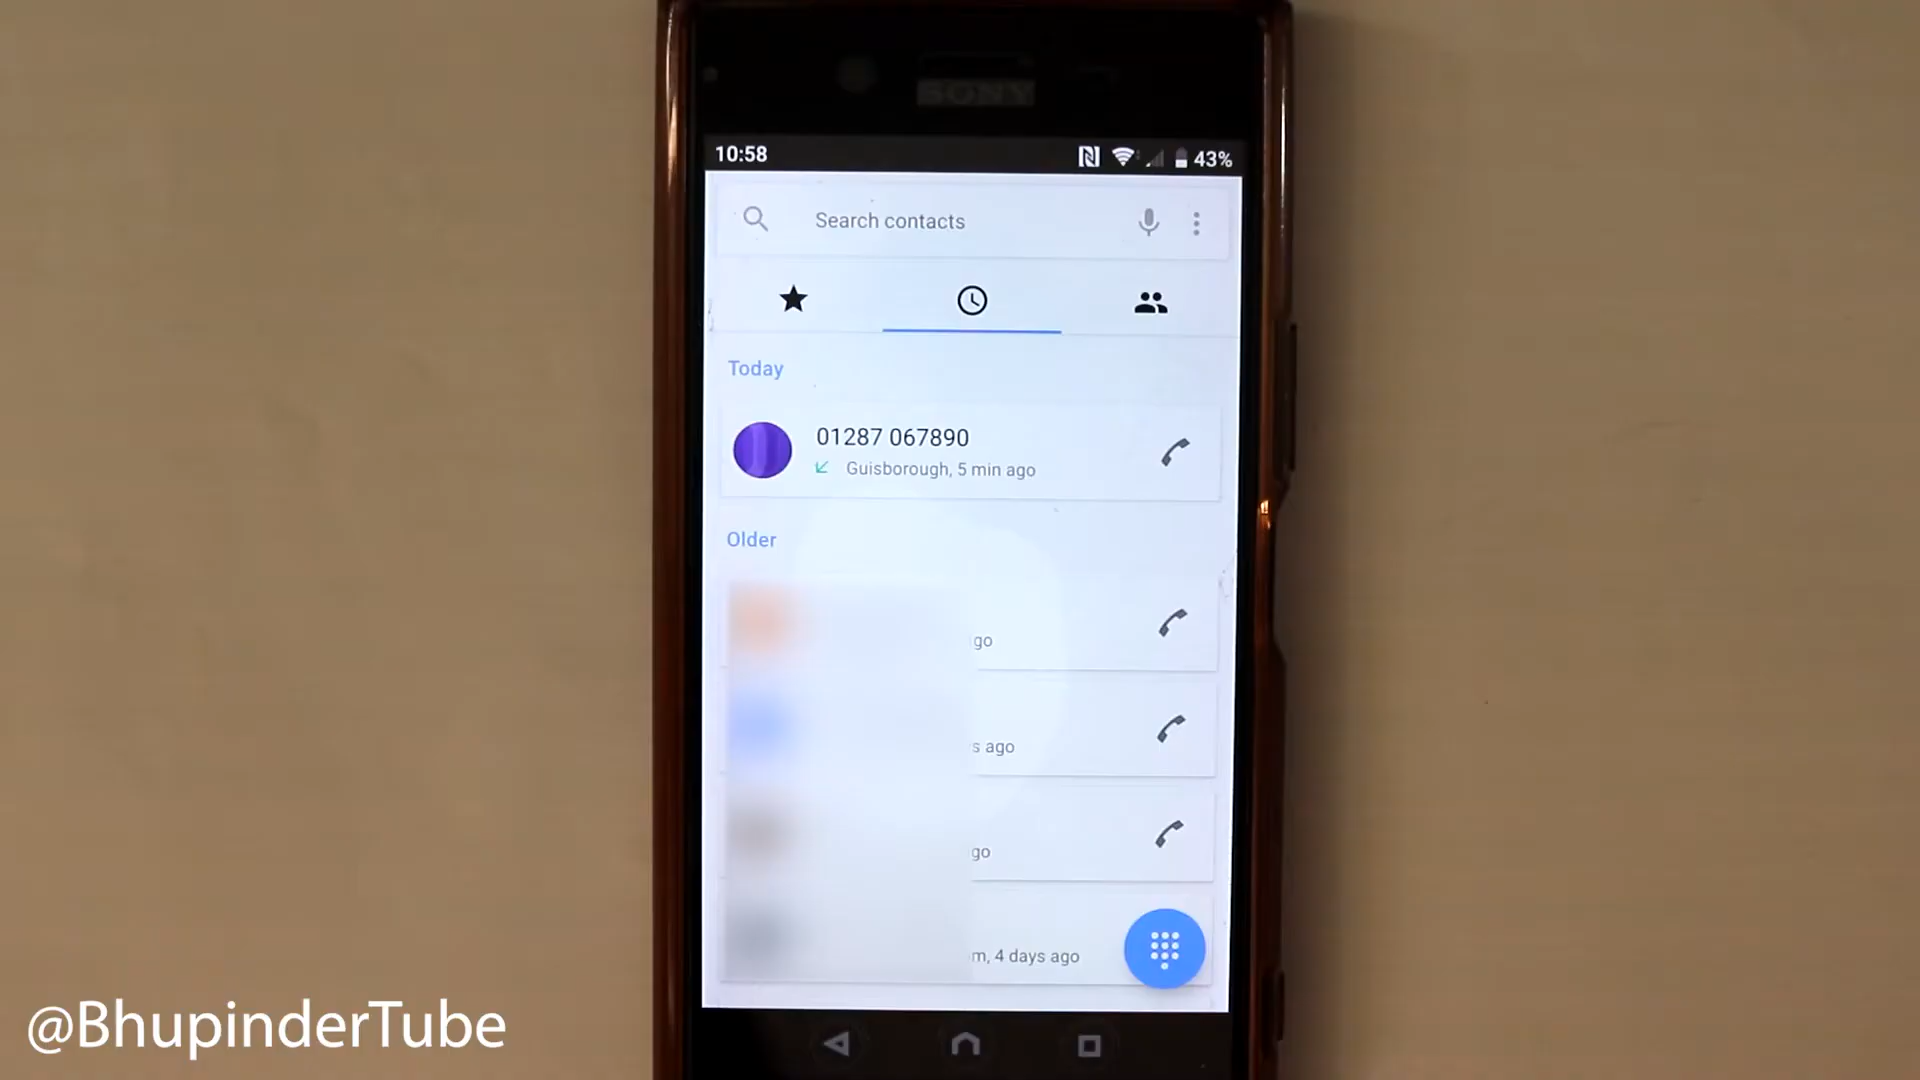 SONY
10:58
43%
Search contacts
Today
01287 067890
Guisborough, 5 min ago
Older
go
s ago
go
m, 4 days ago
@BhupinderTube